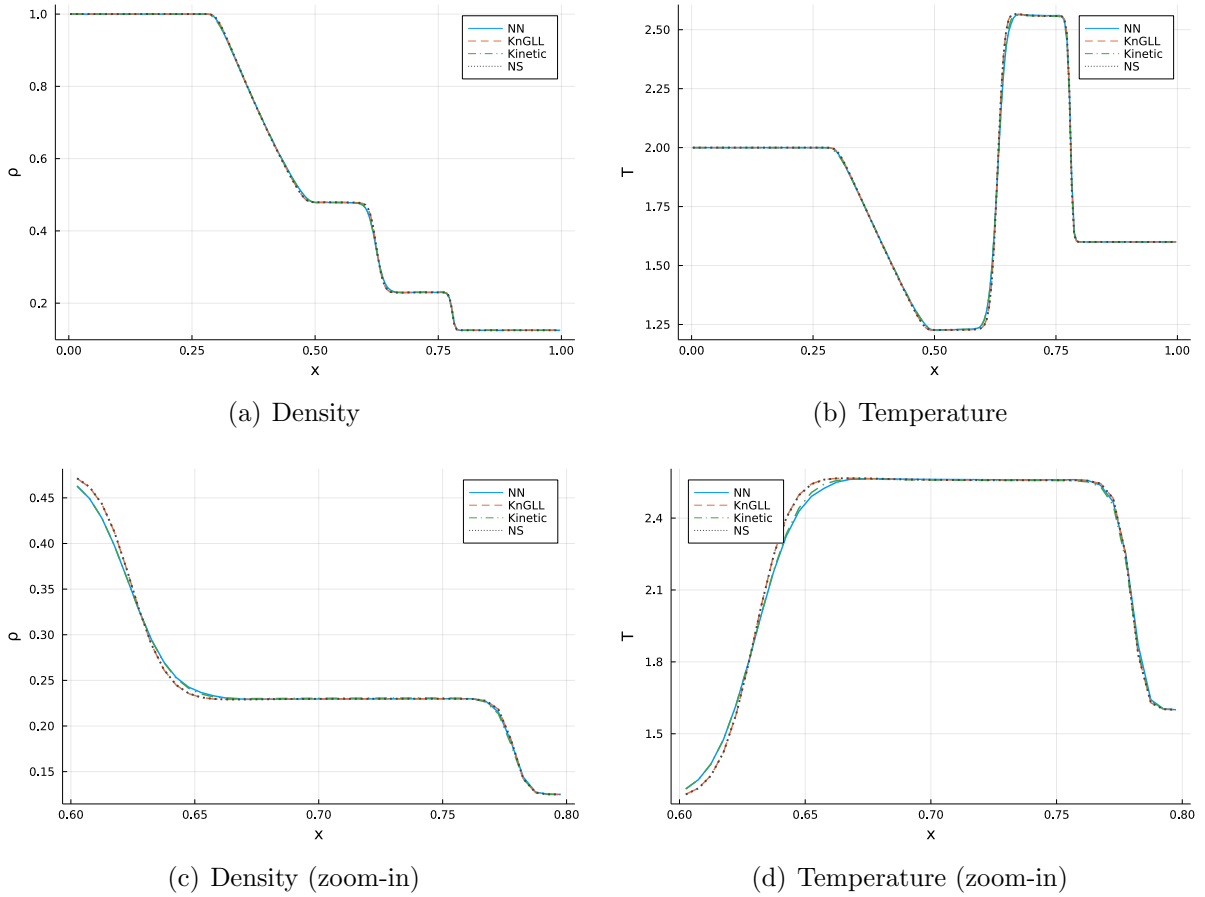 1.0
0.8
0.6
0.4
0.2
ρ
0.00 0.25 0.50 0.75 1.00
x
NN
KnGLL
Kinetic
NS
(a) Density
2.50
2.25
2.00
1.75
1.50
1.25
T
0.00 0.25 0.50 0.75 1.00
x
NN
KnGLL
Kinetic
NS
(b) Temperature
0.45
0.40
0.35
0.30
0.25
0.20
0.15
ρ
0.60 0.65 0.70 0.75 0.80
x
NN
KnGLL
Kinetic
NS
(c) Density (zoom-in)
2.4
2.1
1.8
1.5
T
0.60 0.65 0.70 0.75 0.80
x
NN
KnGLL
Kinetic
NS
(d) Temperature (zoom-in)